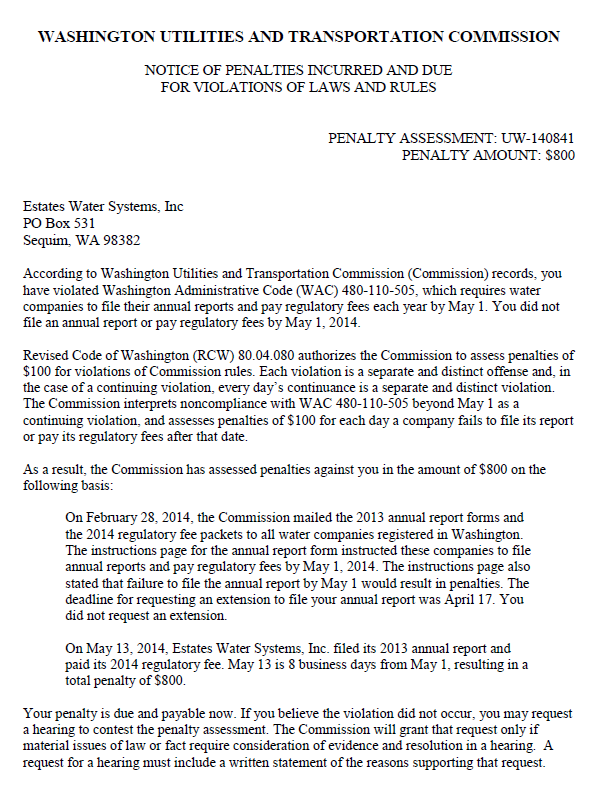 WASHINGTON UTILITIES AND TRANSPORTATION COMMISSION
NOTICE OF PENALTIES INCURRED AND DUE
FOR VIOLATIONS OF LAWS AND RULES
PENALTY ASSESSMENT: UW-140841
PENALTY AMOUNT: $800
Estates Water Systems, Inc
PO Box 531
Sequim, WA 98382
According to Washington Utilities and Transportation Commission (Commission) records, you
have violated Washington Administrative Code (WAC) 480-110-505, which requires water
companies to file their annual reports and pay regulatory fees each year by May 1. You did not
file an annual report or pay regulatory fees by May 1, 2014.
Revised Code of Washington (RCW) 80.04.080 authorizes the Commission to assess penalties of
$100 for violations of Commission rules. Each violation is a separate and distinct offense and, in
the case of a continuing violation, every day's continuance is a separate and distinct violation.
The Commission interprets noncompliance with WAC 480-110-505 beyond May 1 as a
continuing violation, and assesses penalties of $100 for each day a company fails to file its report
or pay its regulatory fees after that date.
As a result, the Commission has assessed penalties against you in the amount of $800 on the
following basis:
On February 28, 2014, the Commission mailed the 2013 annual report forms and
the 2014 regulatory fee packets to all water companies registered in Washington.
The instructions page for the annual report form instructed these companies to file
annual reports and pay regulatory fees by May 1, 2014. The instructions page also
stated that failure to file the annual report by May 1 would result in penalties. The
deadline for requesting an extension to file your annual report was April 17. You
did not request an extension.
On May 13, 2014, Estates Water Systems, Inc. filed its 2013 annual report and
paid its 2014 regulatory fee. May 13 is 8 business days from May 1, resulting in a
total penalty of $800.
Your penalty is due and payable now. If you believe the violation did not occur, you may request
a hearing to contest the penalty assessment. The Commission will grant that request only if
material issues of law or fact require consideration of evidence and resolution in a hearing.  A
request for a hearing must include a written statement of the reasons supporting that request.